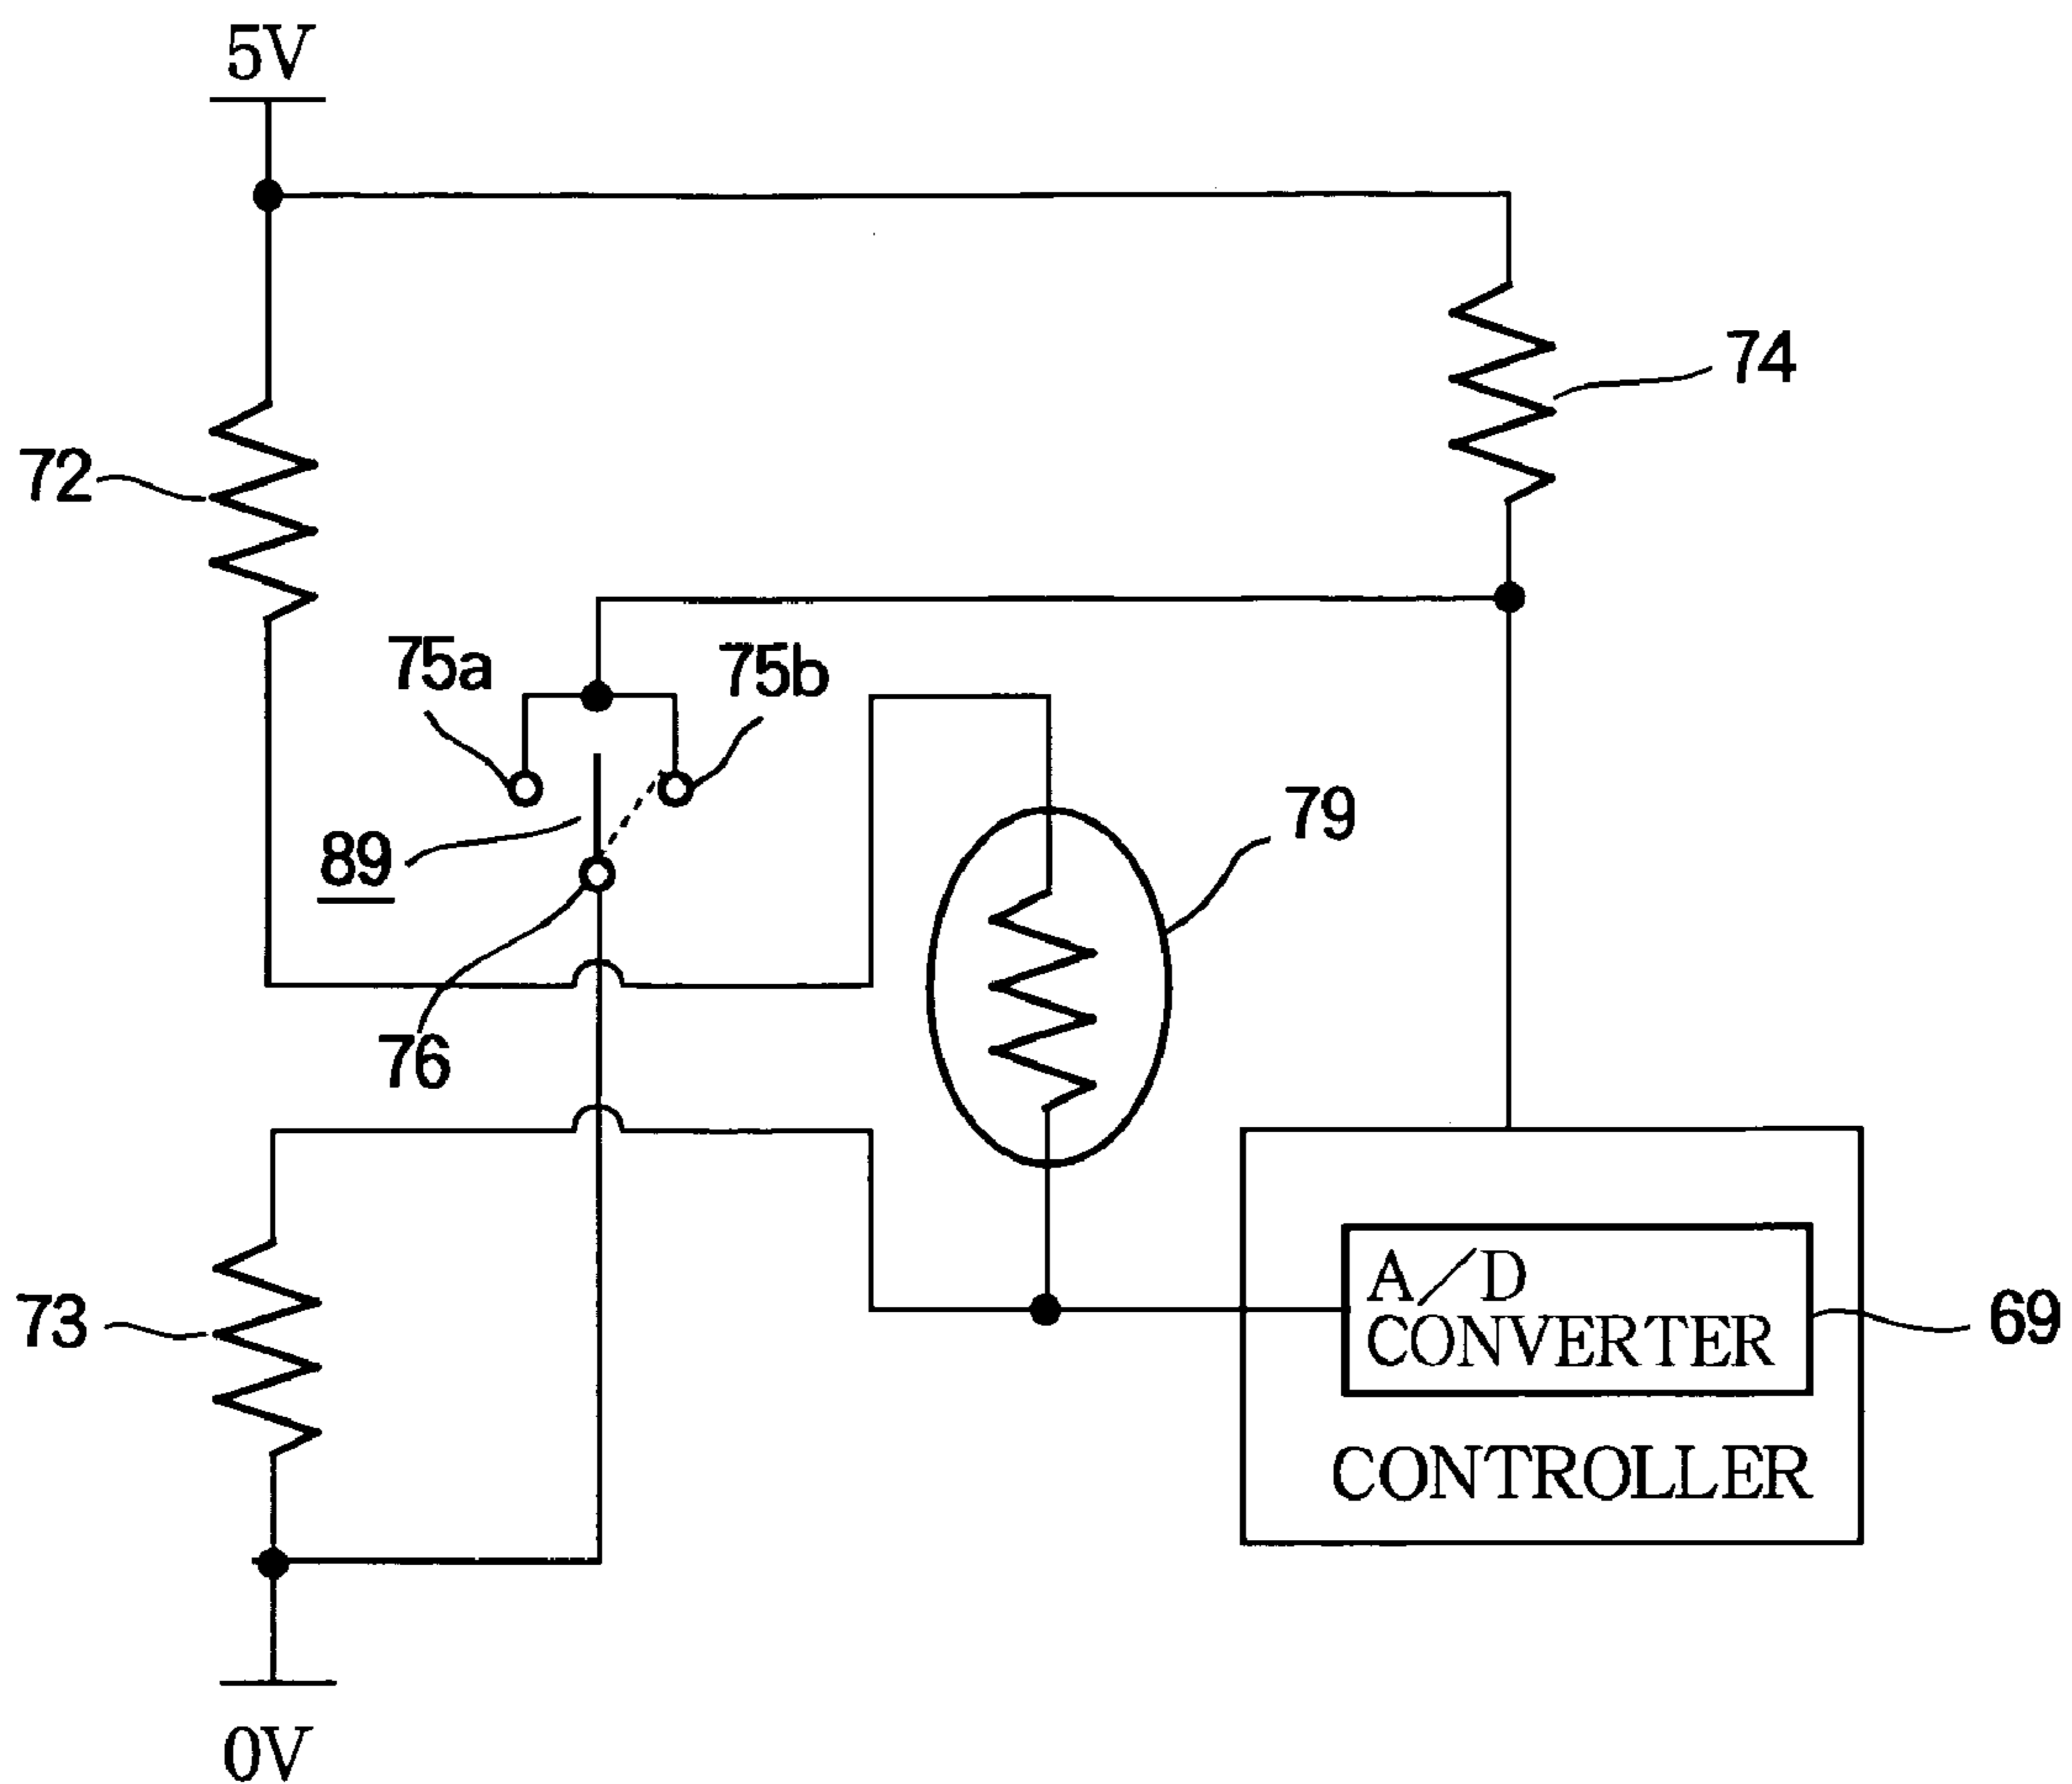 5V
74
72
75a
75b
79
89
76
A/D
CONVERTER
69
73
CONTROLLER
0V